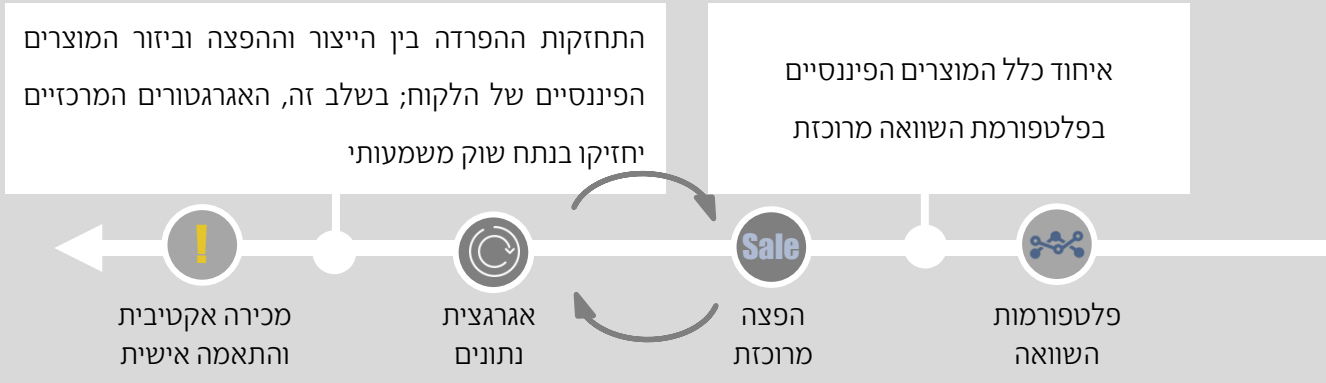 איחוד כלל המוצרים הפיננסיים
בפלטפורמת השוואה מרוכזת
התחזקות ההפרדה בין הייצור וההפצה וביזור המוצרים
הפיננסיים של הלקוח; בשלב זה, האגרגטורים המרכזיים
יחזיקו בנתח שוק משמעותי
Sale
פלטפורמות
השוואה
הפצה
מרוכזת
אגרגצית
נתונים
!
מכירה אקטיבית
והתאמה אישית